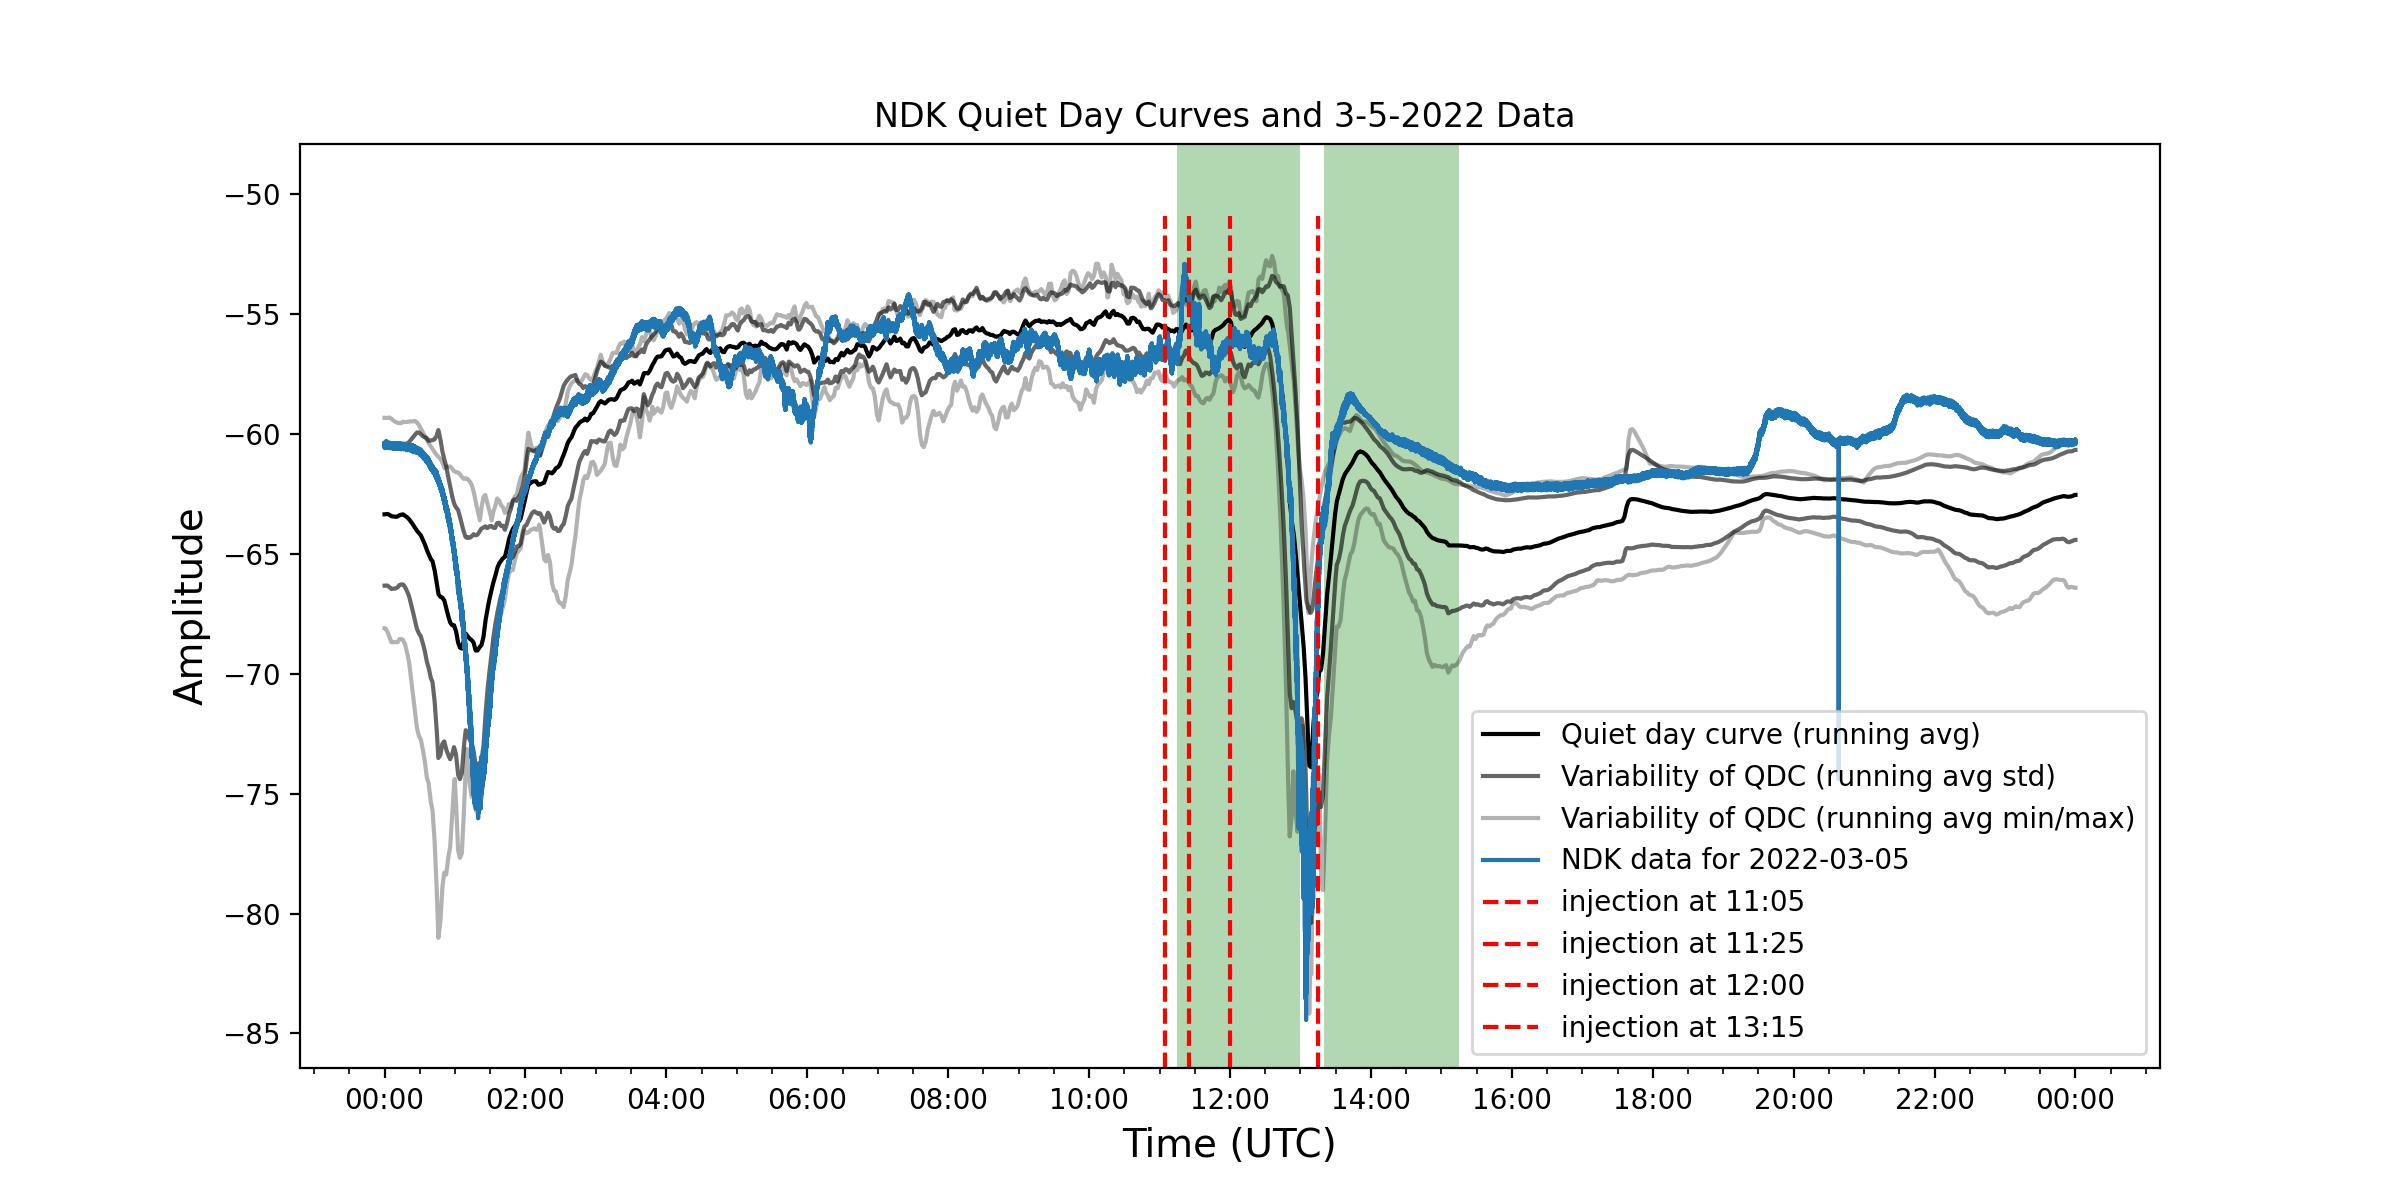 NDK Quiet Day Curves and 3-5-2022 Data
Amplitude
−50
−55
−60
−65
−70
−75
−80
−85
Quiet day curve (running avg)
Variability of QDC (running avg std)
Variability of QDC (running avg min/max)
NDK data for 2022-03-05
injection at 11:05
injection at 11:25
injection at 12:00
injection at 13:15
00:00 02:00 04:00 06:00 08:00 10:00 12:00 14:00 16:00 18:00 20:00 22:00 00:00
Time (UTC)